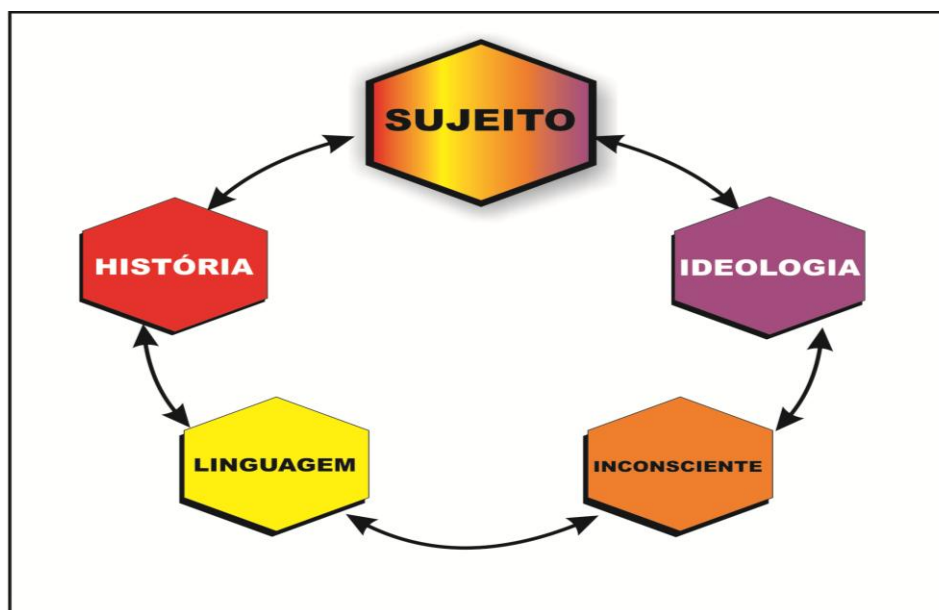 SUJEITO
HISTÓRIA
IDEOLOGIA
LINGUAGEM
INCONSCIENTE